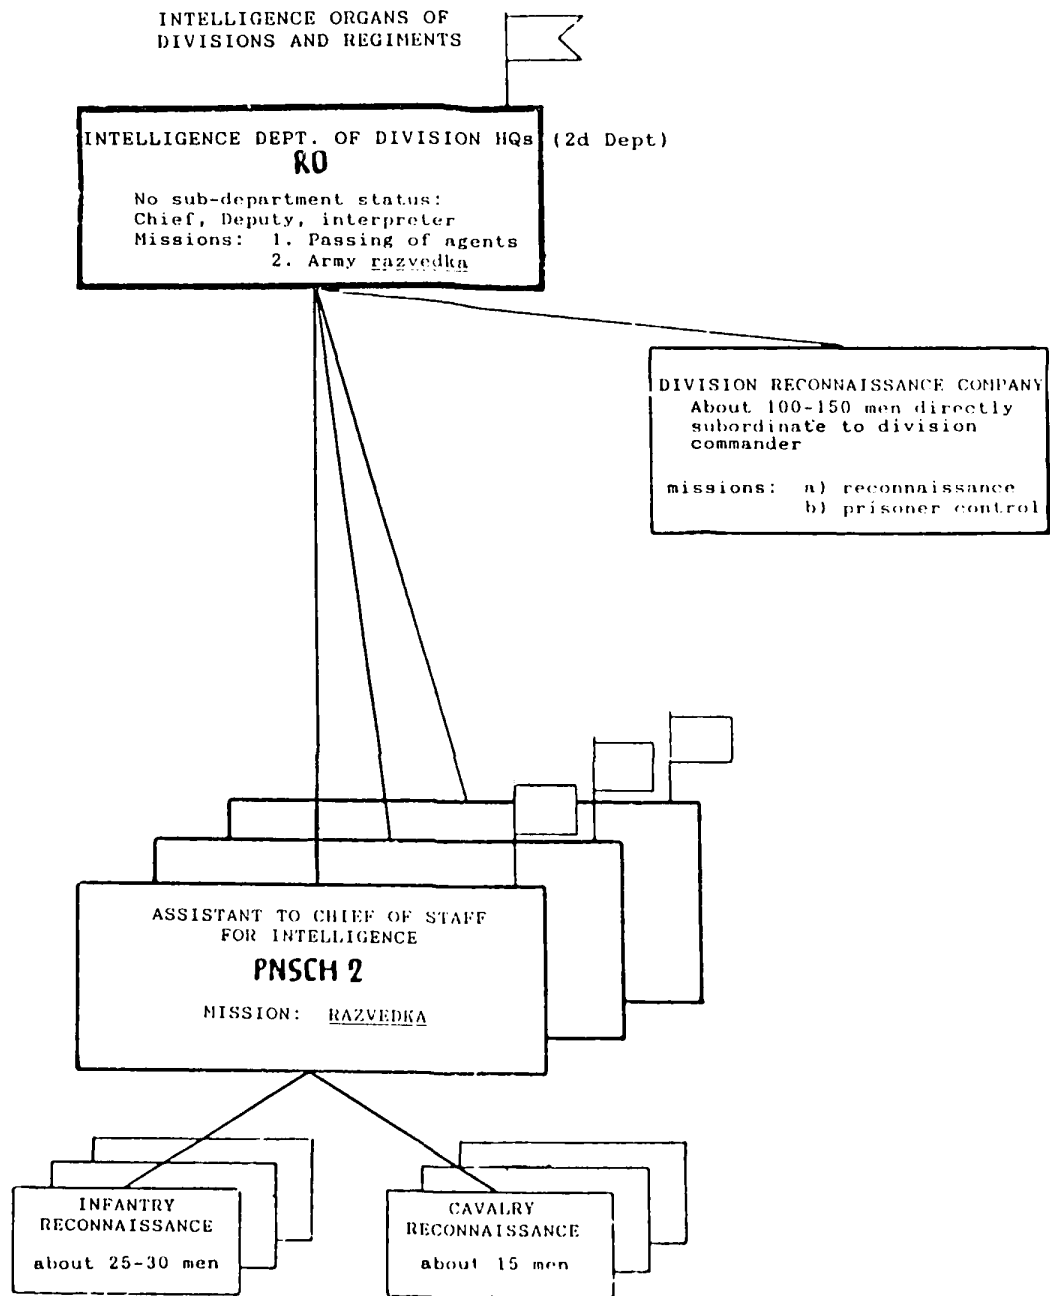 INTELLIGENCE ORGANS OF
DIVISIONS AND REGIMENTS
INTELLIGENCE DEPT. OF DIVISION HQs (2d Dept)
RO
No sub-department status:
Chief, Deputy, interpreter
Missions: 1. Passing of agents
2. Army razvedka
DIVISION RECONNAISSANCE COMPANY
About 100-150 men directly
subordinate to division
commander
missions: a) reconnaissance
b) prisoner control
ASSISTANT TO CHIEF OF STAFF
FOR INTELLIGENCE
PNSCH 2
MISSION: RAZVEDKA
INFANTRY
RECONNAISSANCE
about 25-30 men
CAVALRY
RECONNAISSANCE
about 15 men